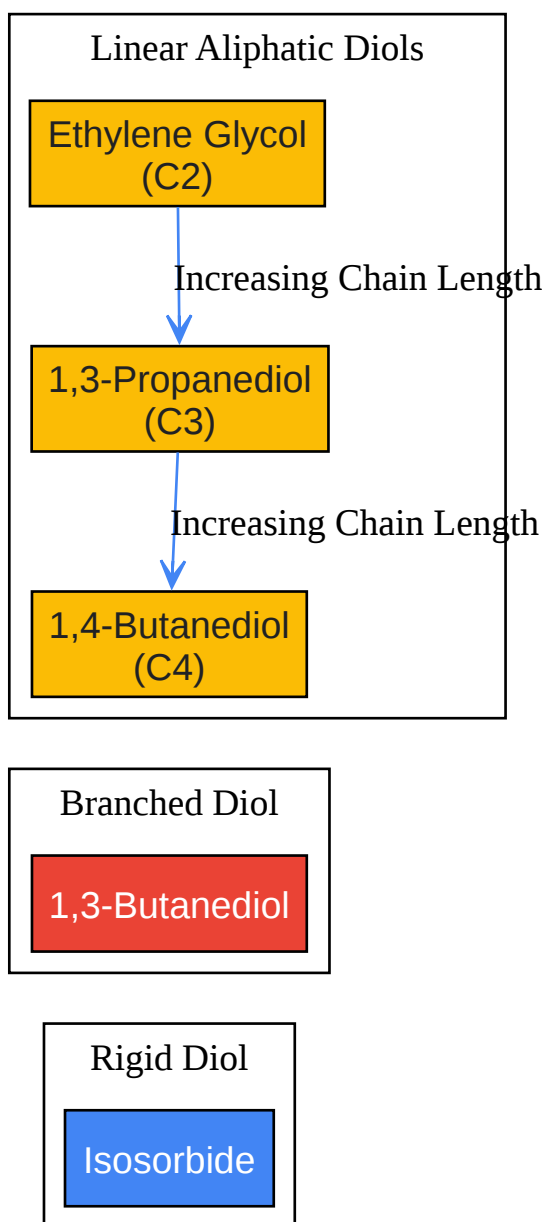 Linear Aliphatic Diols
Ethylene Glycol
(C2)
Increasing Chain Length
1,3-Propanediol
(C3)
Increasing Chain Length
1,4-Butanediol
(C4)
Branched Diol
1,3-Butanediol
Rigid Diol
Isosorbide